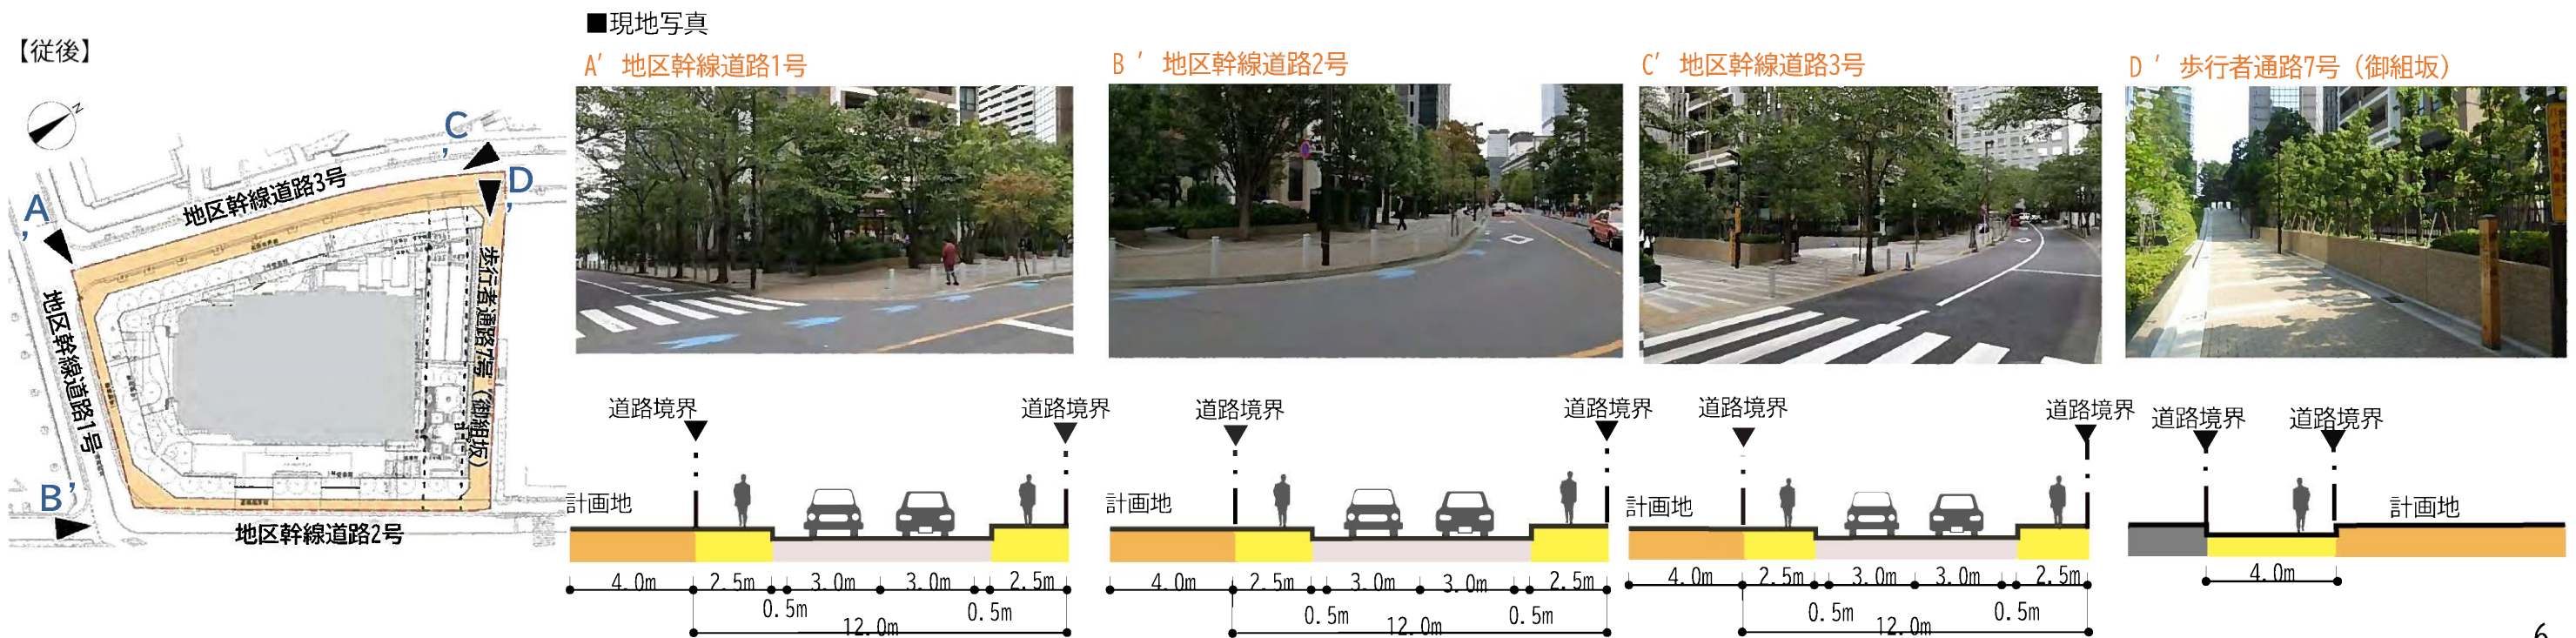 ■現地写真
【従後】
A' 地区幹線道路1号
B ' 地区幹線道路2号
C' 地区幹線道路3号
D ' 歩行者通路7号（御組坂）
N
C'
D'
A'
B'
地区幹線道路3号
地区幹線道路1号
歩行者通路7号（御組坂）
地区幹線道路2号
道路境界
道路境界
計画地
4.0m
2.5m
3.0m
3.0m
2.5m
0.5m
0.5m
12.0m
道路境界
道路境界
計画地
4.0m
2.5m
3.0m
3.0m
2.5m
0.5m
0.5m
12.0m
道路境界
道路境界
計画地
4.0m
2.5m
3.0m
3.0m
2.5m
0.5m
0.5m
12.0m
道路境界
道路境界
計画地
4.0m
6